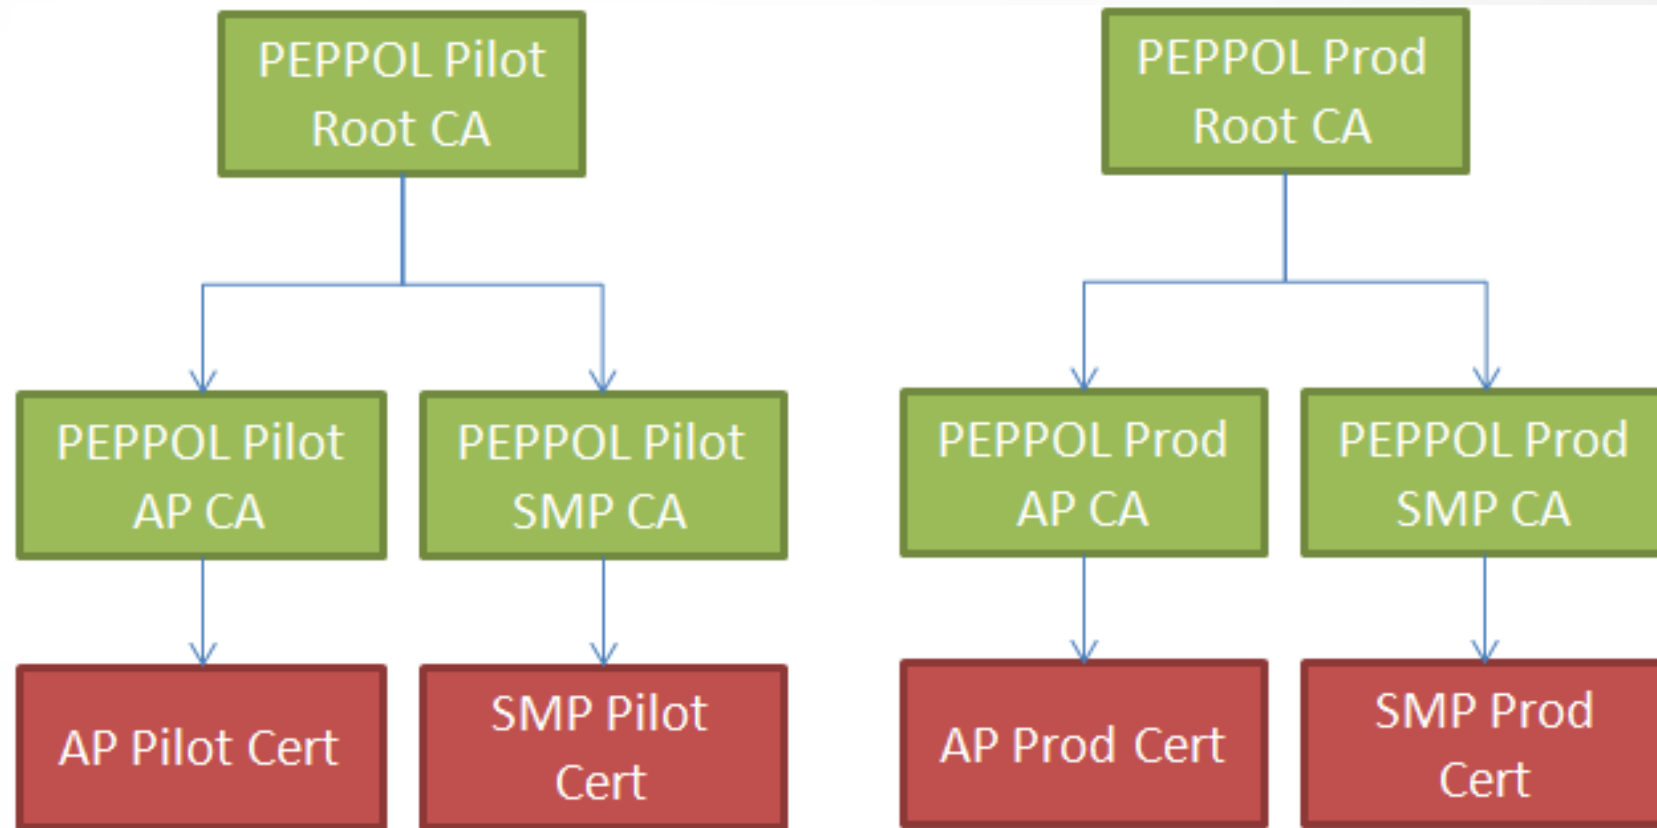 PEPPOL Pilot
Root CA
PEPPOL Prod
Root CA
PEPPOL Pilot
AP CA
PEPPOL Pilot
SMP CA
PEPPOL Prod
AP CA
PEPPOL Prod
SMP CA
AP Pilot Cert
SMP Pilot
Cert
AP Prod Cert
SMP Prod
Cert